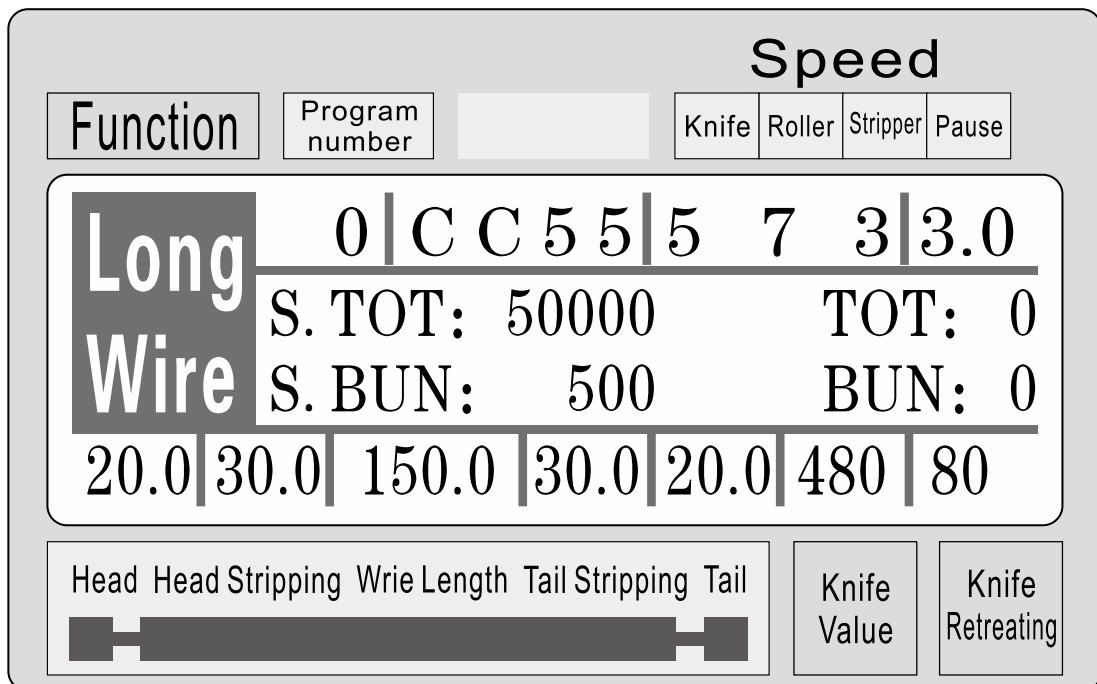 Speed
Function
Program
number
Knife Roller Stripper Pause
Long
Wire
0 C C 5 5 5 7 3 3.0
S. TOT: 50000 TOT: 0
S. BUN: 500 BUN: 0
20.0 30.0 150.0 30.0 20.0 480 80
Head Head Stripping Wrie Length Tail Stripping Tail
Knife
Value
Knife
Retreating